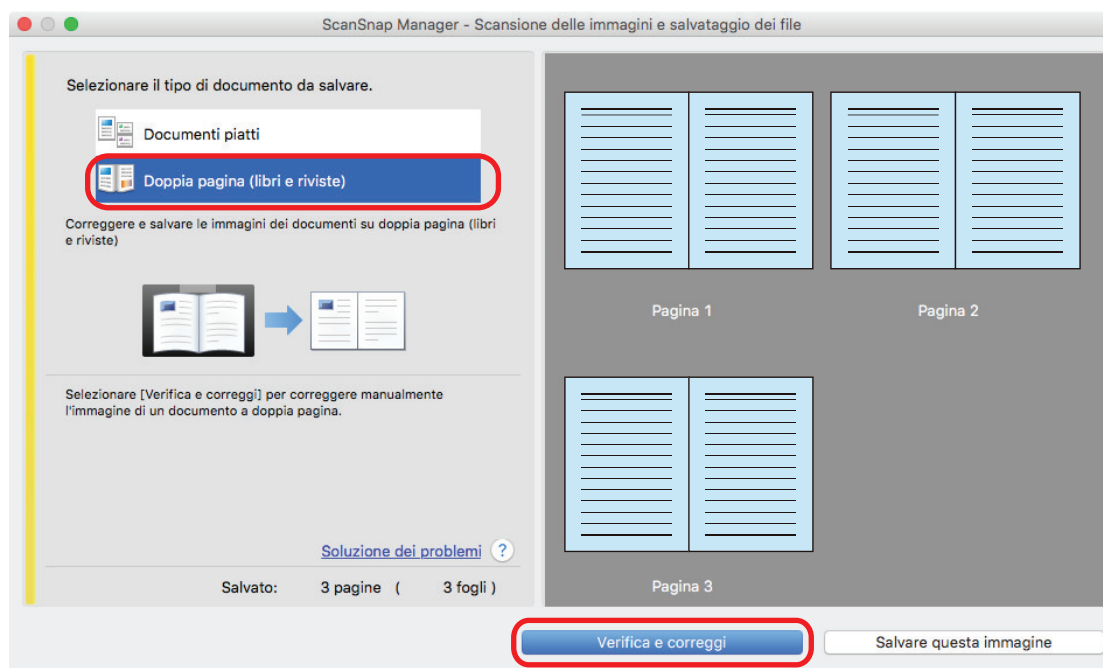 ScanSnap Manager - Scansione delle immagini e salvataggio dei file
Selezionare il tipo di documento da salvare.
Documenti piatti
Doppia pagina (libri e riviste)
Correggere e salvare le immagini dei documenti su doppia pagina (libri
e riviste)
Selezionare [Verifica e correggi] per correggere manualmente
l'immagine di un documento a doppia pagina.
Soluzione dei problemi ?
Salvato: 3 pagine ( 3 fogli )
Pagina 1
Pagina 2
Pagina 3
Verifica e correggi
Salvare questa immagine